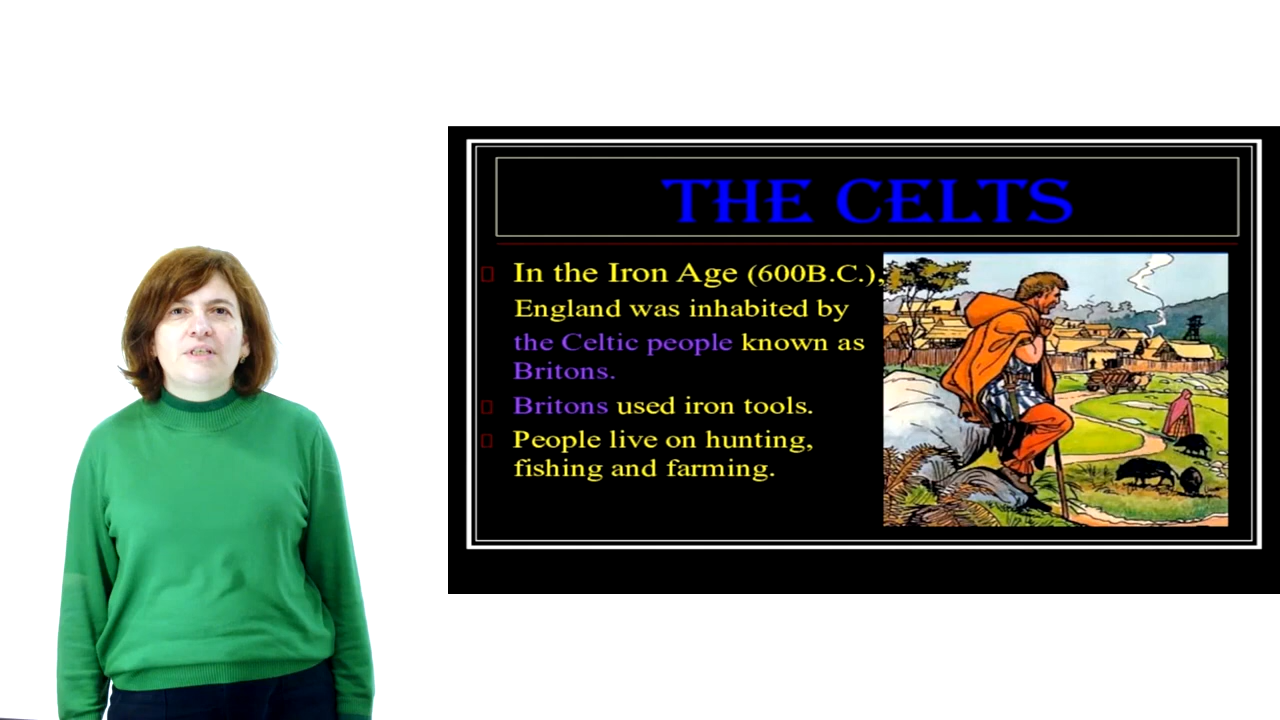 THE CELTS
In the Iron Age (600B.C.),
England was inhabited by
the Celtic people known as
Britons.
Britons used iron tools.
People live on hunting,
fishing and farming.